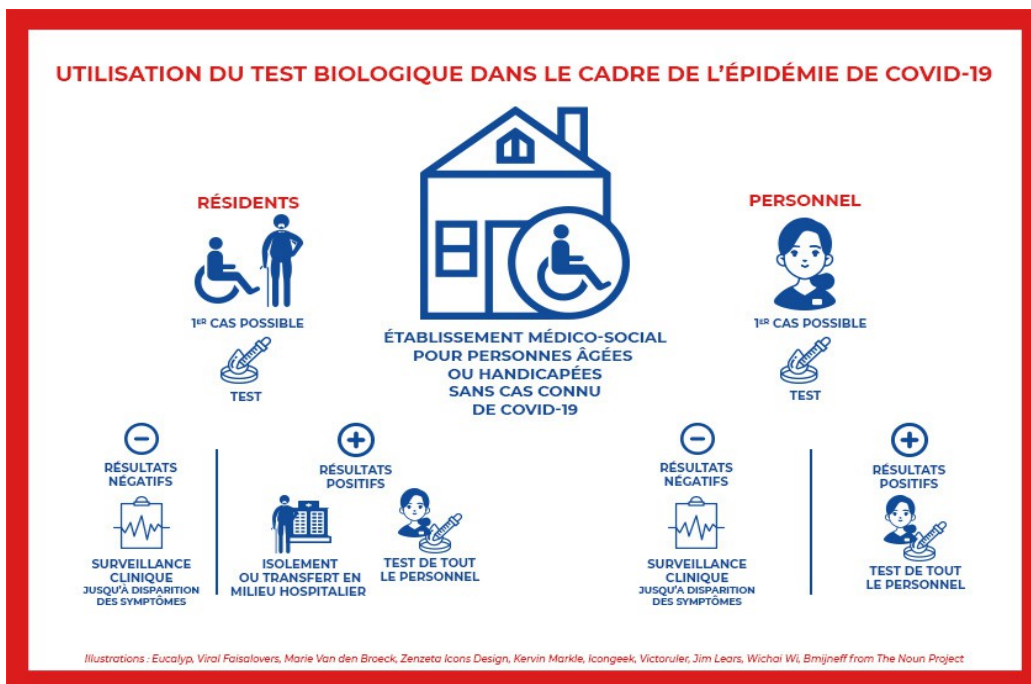 UTILISATION DU TEST BIOLOGIQUE DANS LE CADRE DE L'ÉPIDÉMIE DE COVID-19
RÉSIDENTS
1ER CAS POSSIBLE
TEST
ÉTABLISSEMENT MÉDICO-SOCIAL
POUR PERSONNES ÂGÉES
OU HANDICAPÉES
SANS CAS CONNU
DE COVID-19
PERSONNEL
1ER CAS POSSIBLE
TEST
RÉSULTATS
NÉGATIFS
SURVEILLANCE
CLINIQUE
JUSQU'À DISPARITION
DES SYMPTÔMES
RÉSULTATS
POSITIFS
ISOLEMENT
OU TRANSFERT EN
MILIEU HOSPITALIER
TEST DE TOUT
LE PERSONNEL
RÉSULTATS
NÉGATIFS
SURVEILLANCE
CLINIQUE
JUSQU'A DISPARITION
DES SYMPTÔMES
RÉSULTATS
POSITIFS
TEST DE TOUT
LE PERSONNEL
Illustrations : Eucalyp, Viral Faisalovers, Marie Van den Broeck, Zenzeta Icons Design, Kervin Markle, Icongeek, Victoruler, Jim Lears, Wichai Wi, Bmijneff from The Noun Project